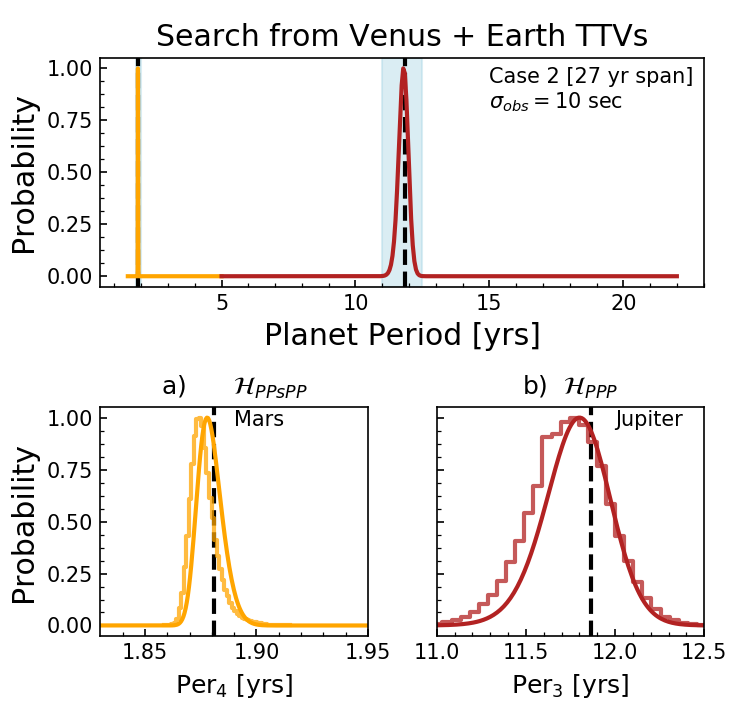 Search from Venus + Earth TTVs
Case 2 [27 yr span]
σ_obs = 10 sec
Probability
1.00
0.75
0.50
0.25
0.00
5 10 15 20
Planet Period [yrs]
a) ℋ_PPsPP
b) ℋ_PPP
Mars
Jupiter
Probability
1.00
0.75
0.50
0.25
0.00
1.85 1.90 1.95
11.0 11.5 12.0 12.5
Per₄ [yrs]
Per₃ [yrs]